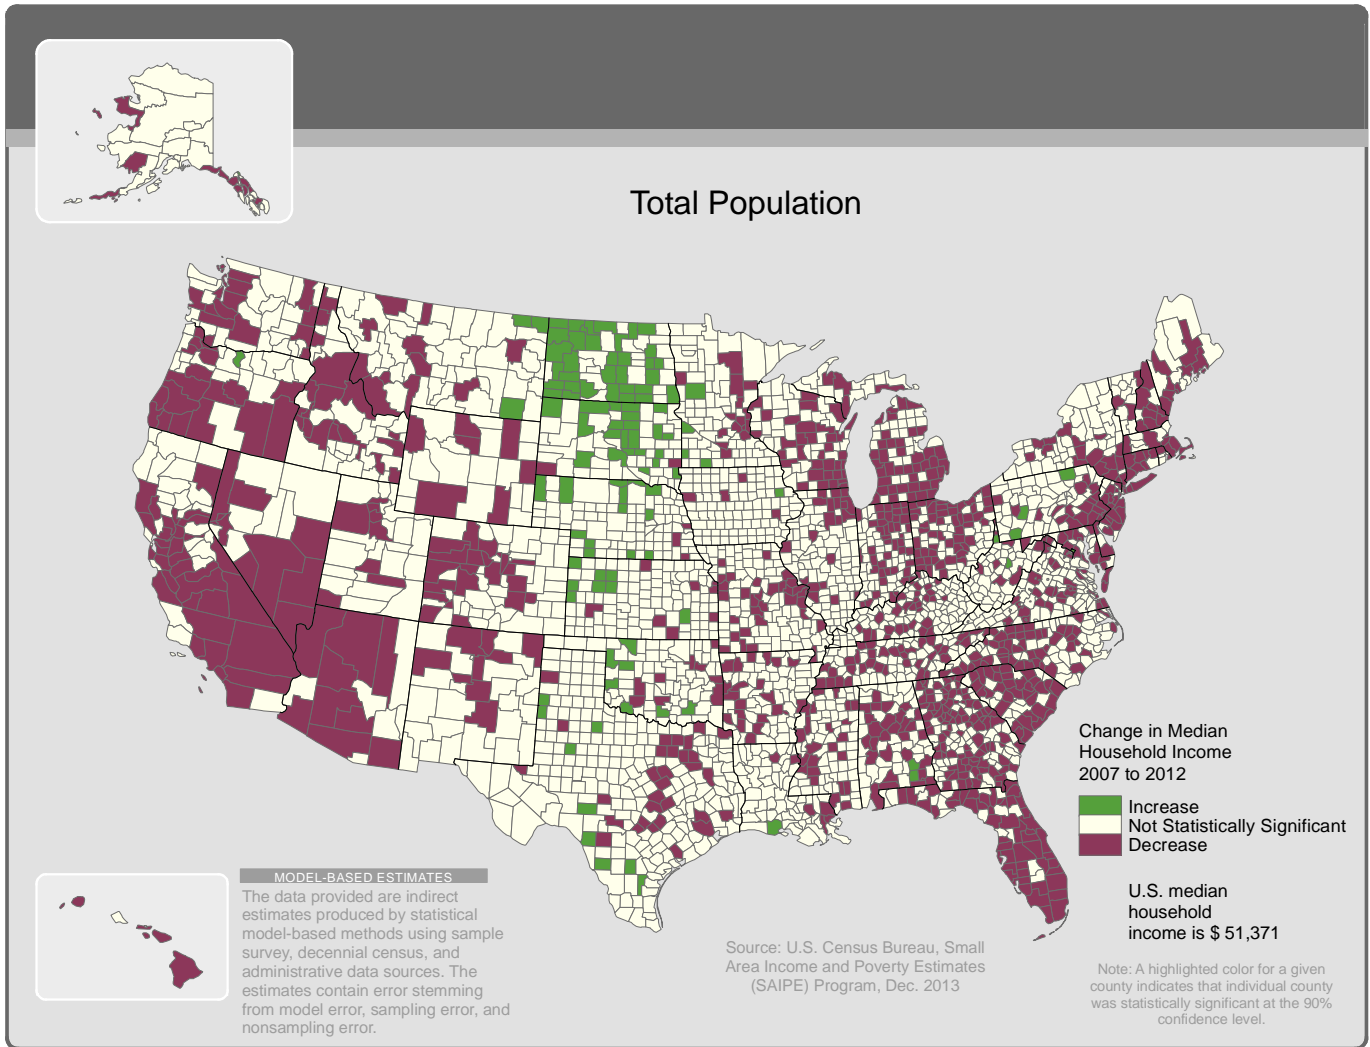 Total Population
Change in Median
Household Income
2007 to 2012
Increase
Not Statistically Significant
Decrease
U.S. median
household
income is $ 51,371
MODEL-BASED ESTIMATES
The data provided are indirect
estimates produced by statistical
model-based methods using sample
survey, decennial census, and
administrative data sources. The
estimates contain error stemming
from model error, sampling error, and
nonsampling error.
Source: U.S. Census Bureau, Small
Area Income and Poverty Estimates
(SAIPE) Program, Dec. 2013
Note: A highlighted color for a given
county indicates that individual county
was statistically significant at the 90%
confidence level.